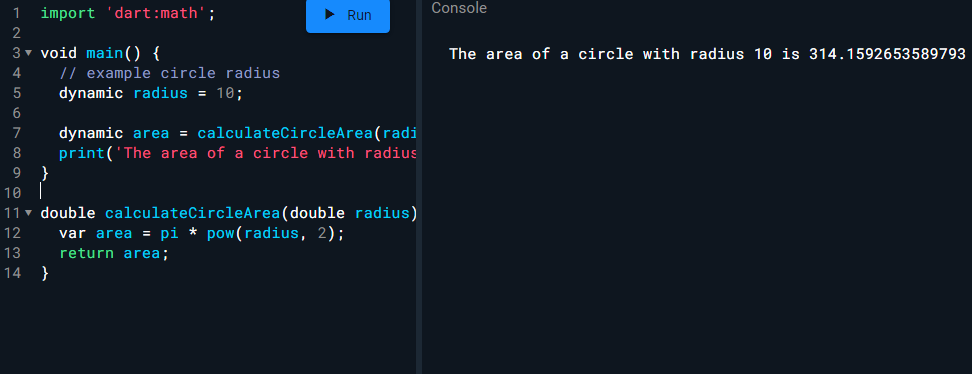 1 import 'dart:math';
Run
2
3 void main() {
4 // example circle radius
5 dynamic radius = 10;
6
7 dynamic area = calculateCircleArea(radi
8 print('The area of a circle with radius
9 }
10
11 double calculateCircleArea(double radius)
12 var area = pi * pow(radius, 2);
13 return area;
14 }
Console
The area of a circle with radius 10 is 314.1592653589793